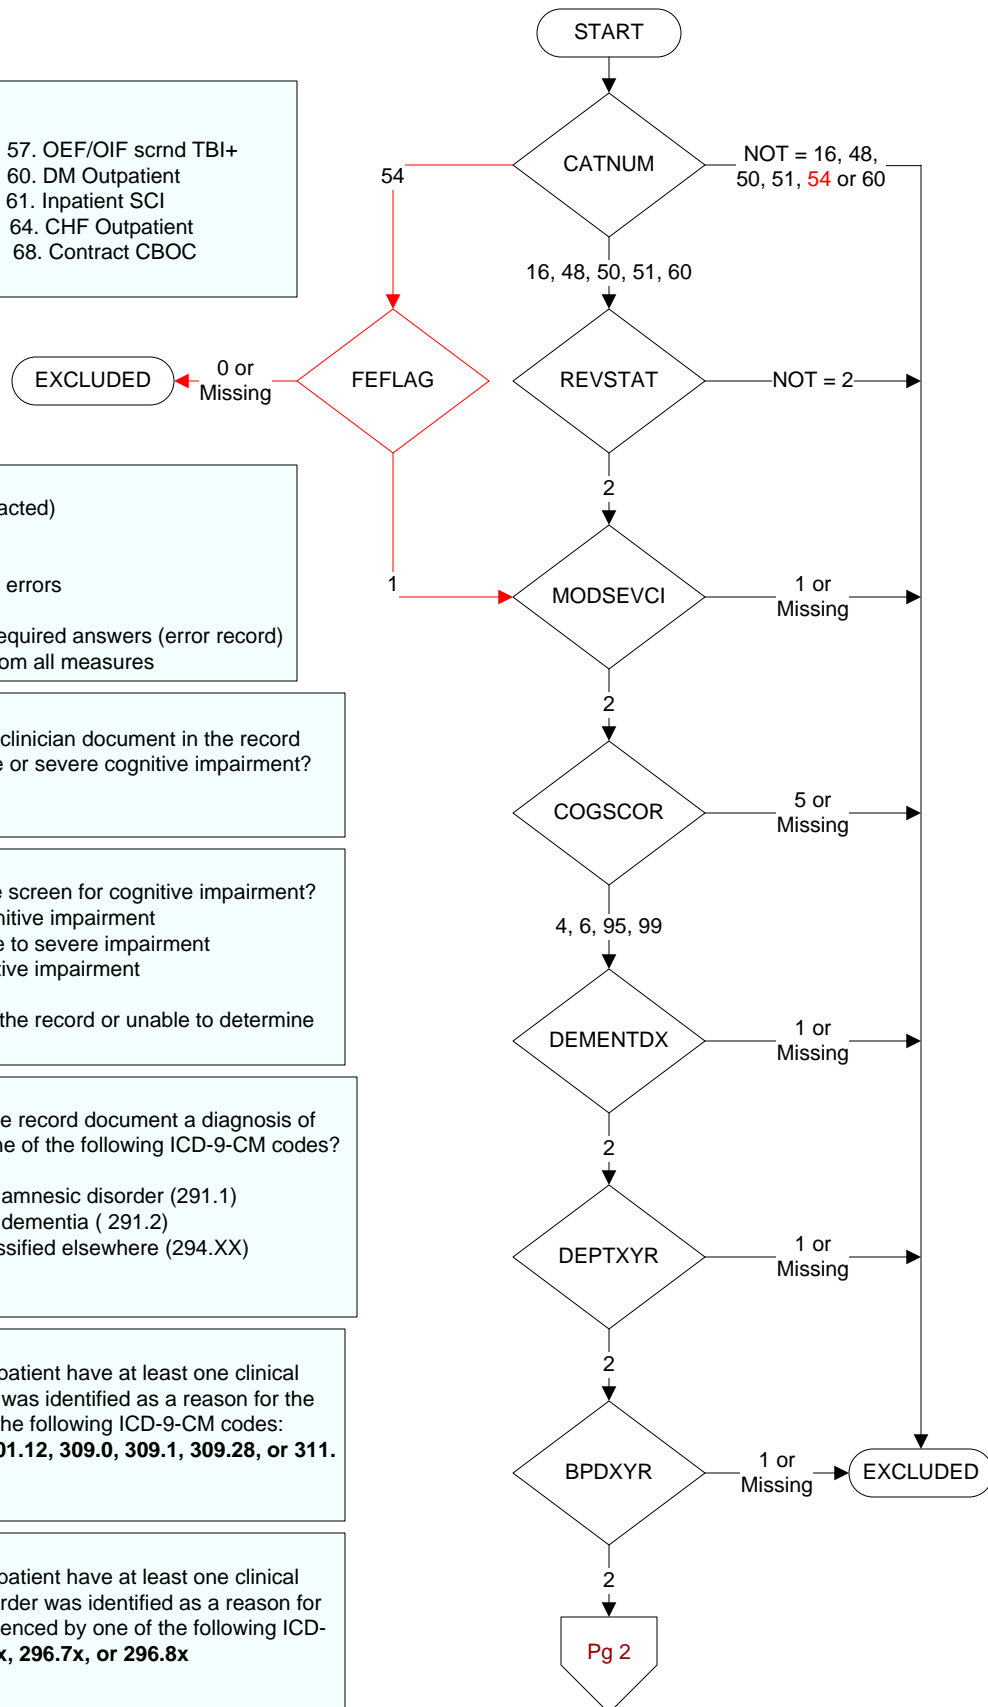 START
57. OEF/OIF scrnd TBI+
60. DM Outpatient
61. Inpatient SCI
64. CHF Outpatient
68. Contract CBOC
CATNUM
NOT = 16, 48,
50, 51, 54 or 60
54
16, 48, 50, 51, 60
EXCLUDED
0 or
Missing
FEFLAG
REVSTAT
NOT = 2
2
acted)
errors
equired answers (error record)
om all measures
1
MODSEVCI
1 or
Missing
2
clinician document in the record
e or severe cognitive impairment?
COGSCOR
5 or
Missing
e screen for cognitive impairment?
nitive impairment
e to severe impairment
tive impairment
the record or unable to determine
4, 6, 95, 99
DEMENTDX
1 or
Missing
e record document a diagnosis of
ne of the following ICD-9-CM codes?
amnesic disorder (291.1)
dementia ( 291.2)
ssified elsewhere (294.XX)
2
DEPTXYR
1 or
Missing
2
patient have at least one clinical
was identified as a reason for the
he following ICD-9-CM codes:
01.12, 309.0, 309.1, 309.28, or 311.
BPDXYR
1 or
Missing
EXCLUDED
patient have at least one clinical
rder was identified as a reason for
enced by one of the following ICD-
x, 296.7x, or 296.8x
2
Pg 2